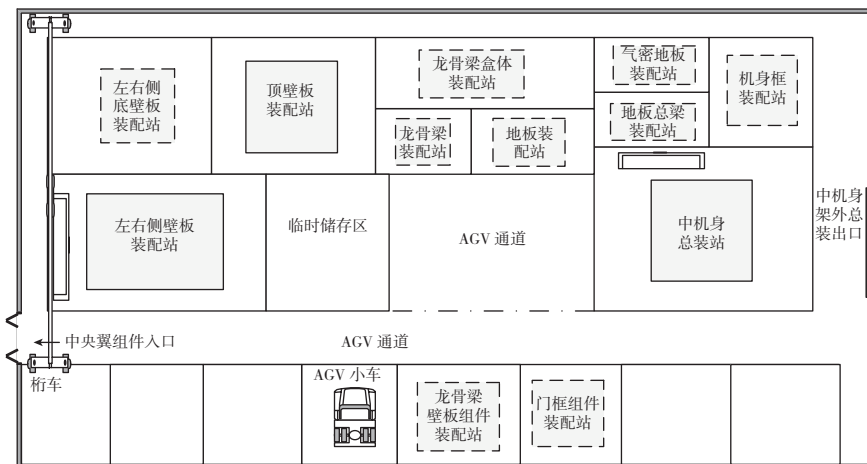 左右侧
底壁板
装配站
顶壁板
装配站
龙骨梁盒体
装配站
气密地板
装配站
机身框
装配站
龙骨梁
装配站
地板装
配站
地板总梁
装配站
左右侧壁板
装配站
临时储存区
AGV 通道
中机身
总装站
中机身
架外总
装出口
中央翼组件入口
AGV 通道
桁车
AGV 小车
龙骨梁
壁板组件
装配站
门框组件
装配站